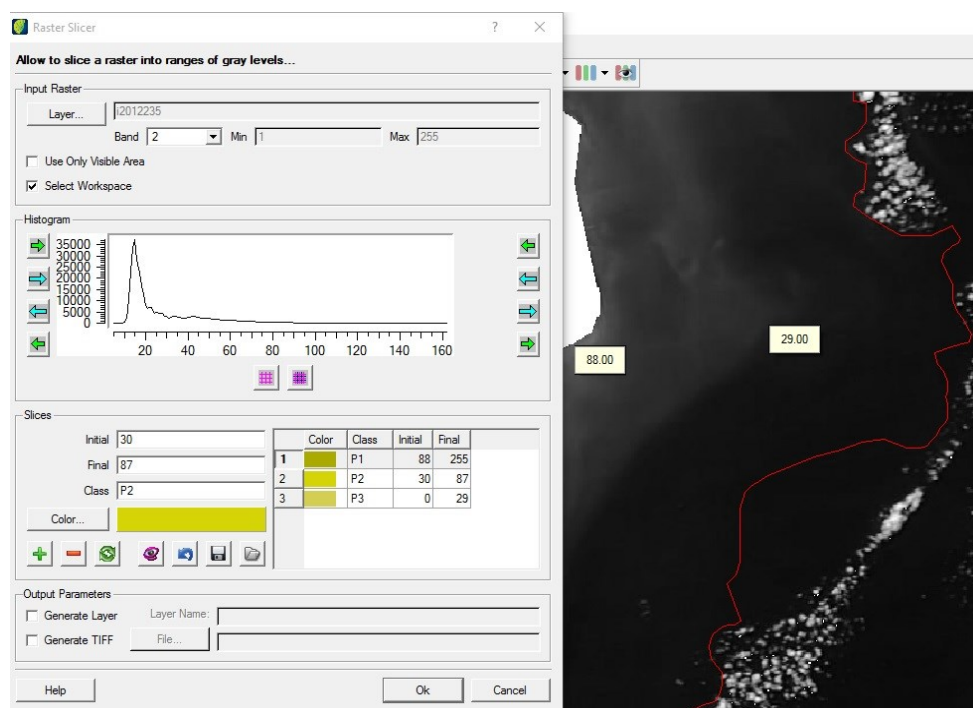 Raster Slicer
Allow to slice a raster into ranges of gray levels...
Input Raster
Layer... i2012235
Band 2 Min 1 Max 255
Use Only Visible Area
Select Workspace
Histogram
35000
30000
25000
20000
15000
10000
5000
0
20 40 60 80 100 120 140 160
Slices
Initial 30
Final 87
Class P2
Color...
Color Class Initial Final
1 P1 88 255
2 P2 30 87
3 P3 0 29
Output Parameters
Generate Layer Layer Name:
Generate TIFF File...
Help Ok Cancel
29.00
88.00